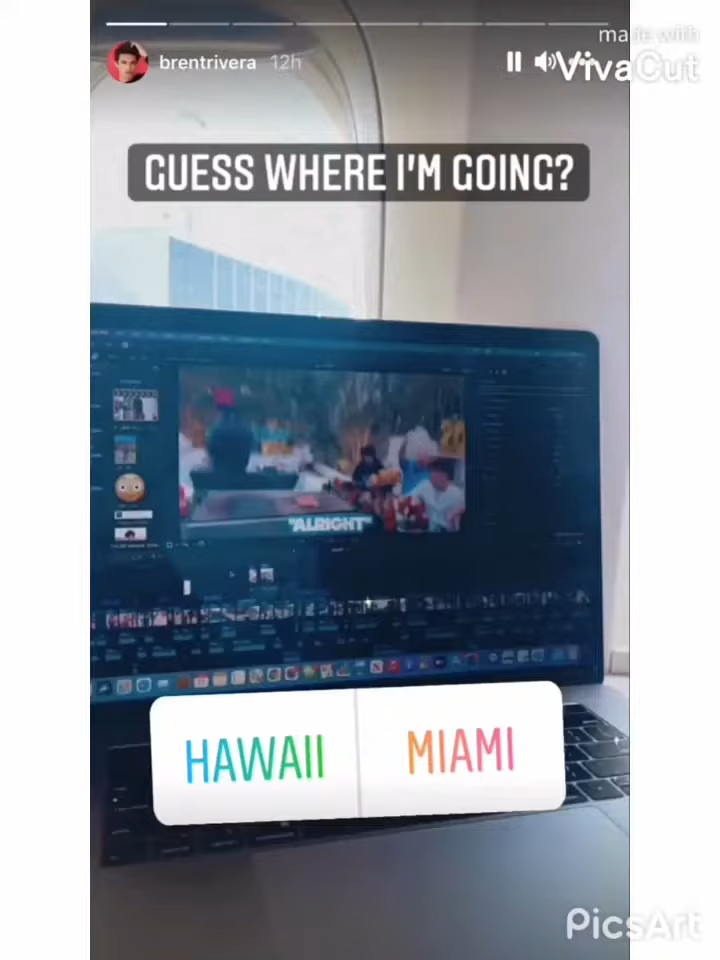 made with
VivaCut
brentrivera 12h
GUESS WHERE I'M GOING?
"ALRIGHT"
HAWAII
MIAMI
PicsArt